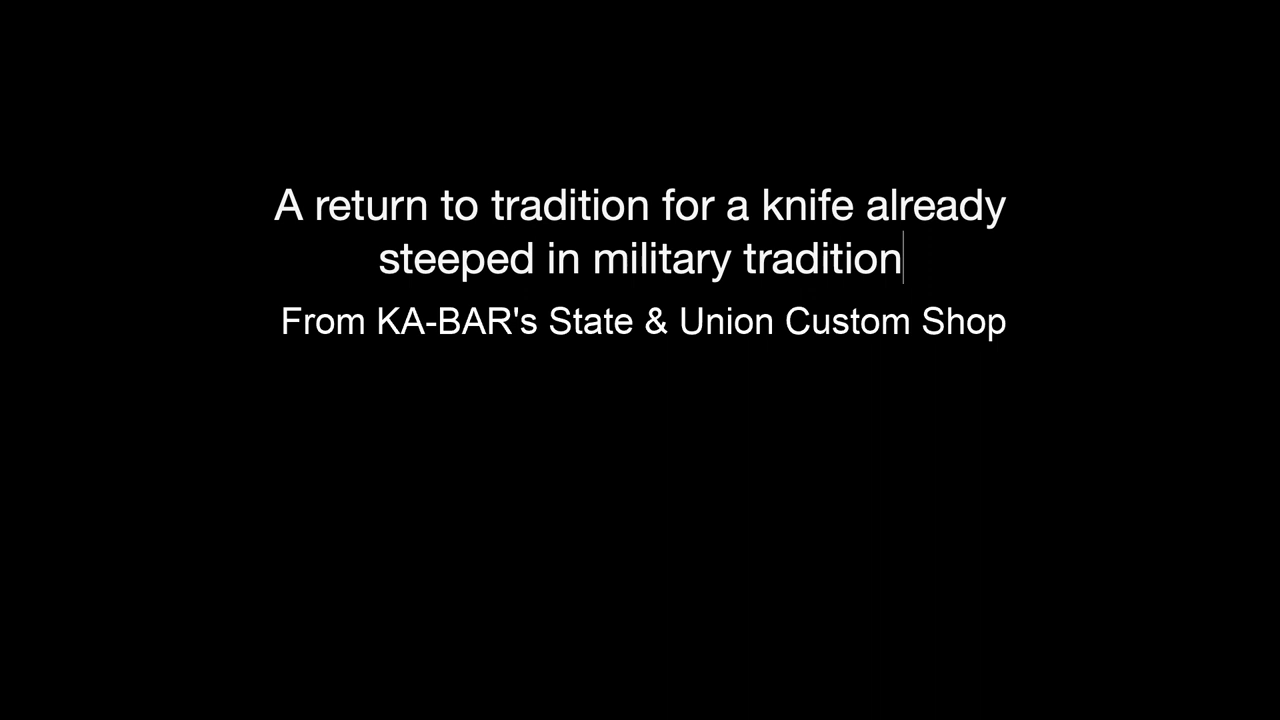 A return to tradition for a knife already
steeped in military tradition
From KA-BAR's State & Union Custom Shop